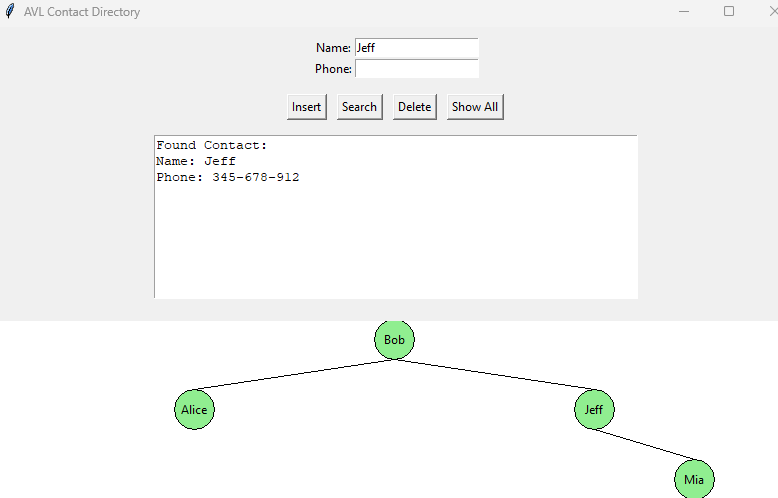 AVL Contact Directory
Name: Jeff
Phone:
Insert Search Delete Show All
Found Contact:
Name: Jeff
Phone: 345-678-912
Bob
Alice Jeff
Mia